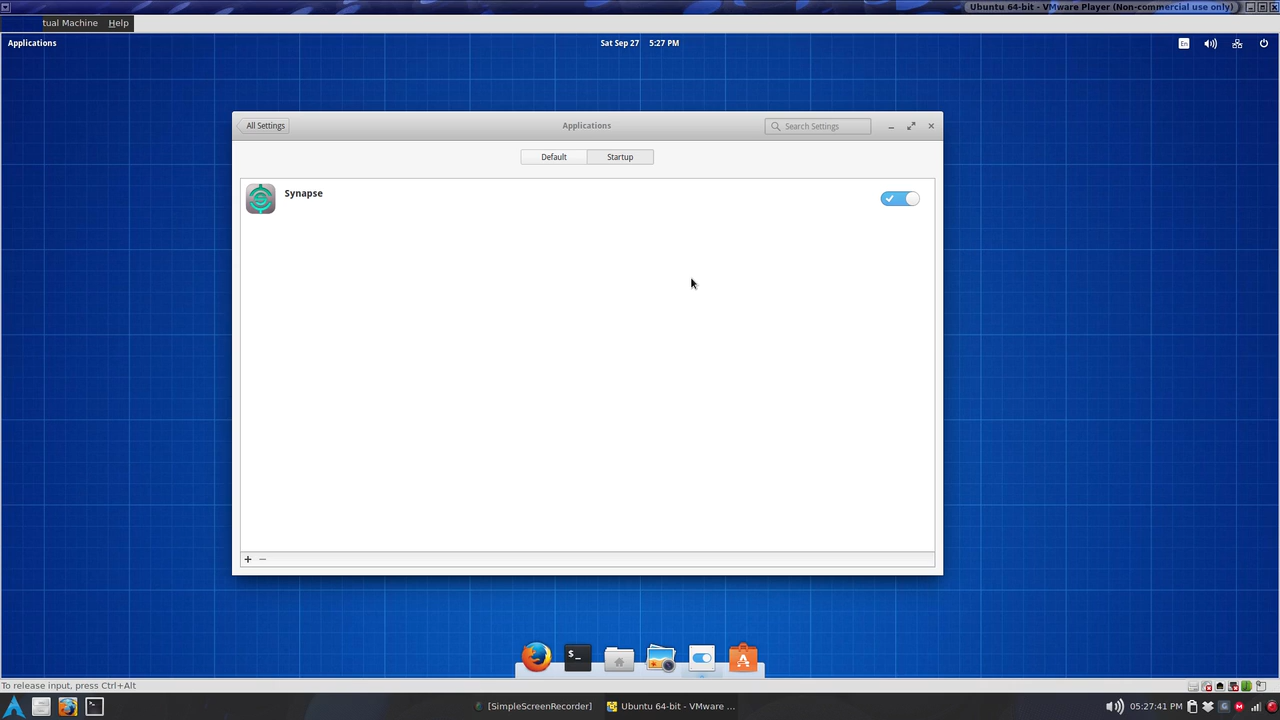 Ubuntu 64-bit - VMware Player (Non-commercial use only)
tual Machine Help
Applications
Sat Sep 27 5:27 PM
En
All Settings
Applications
Search Settings
Default
Startup
Synapse
$_
To release input, press Ctrl+Alt
[SimpleScreenRecorder]
Ubuntu 64-bit - VMware ...
05:27:41 PM